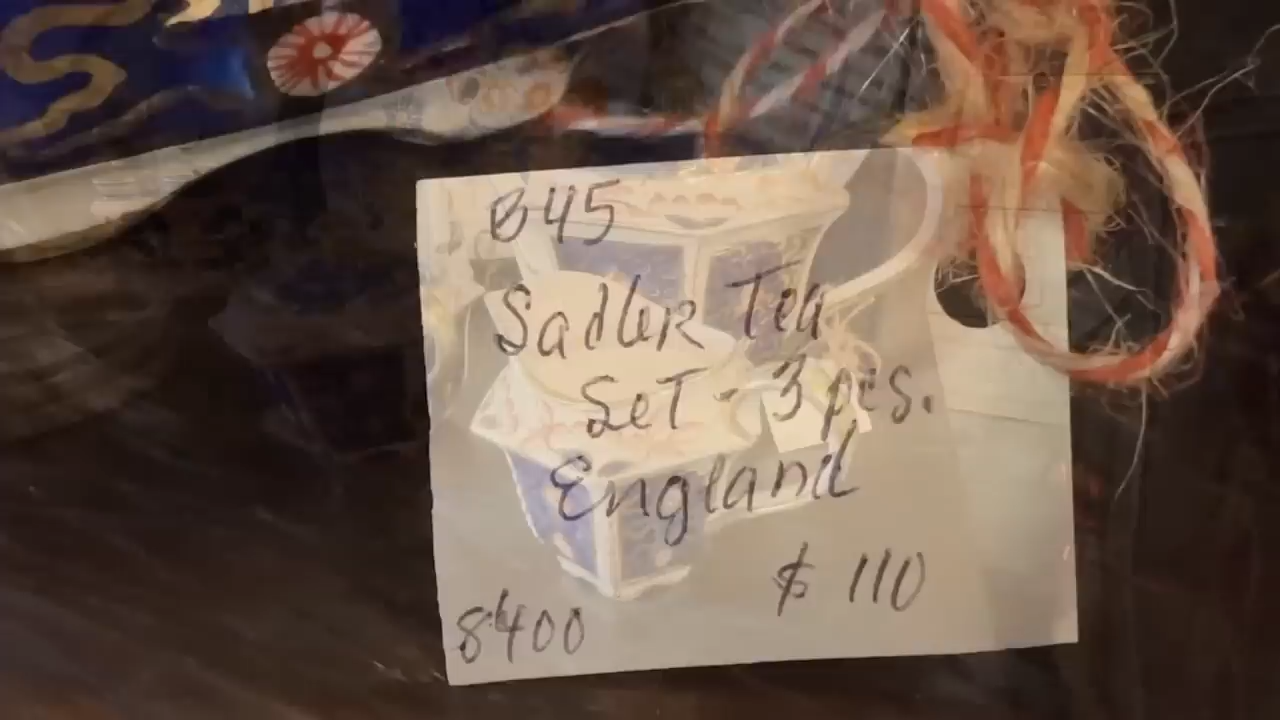 B45
Sadler Tea
Set - 3 pcs.
England
$ 110
8400